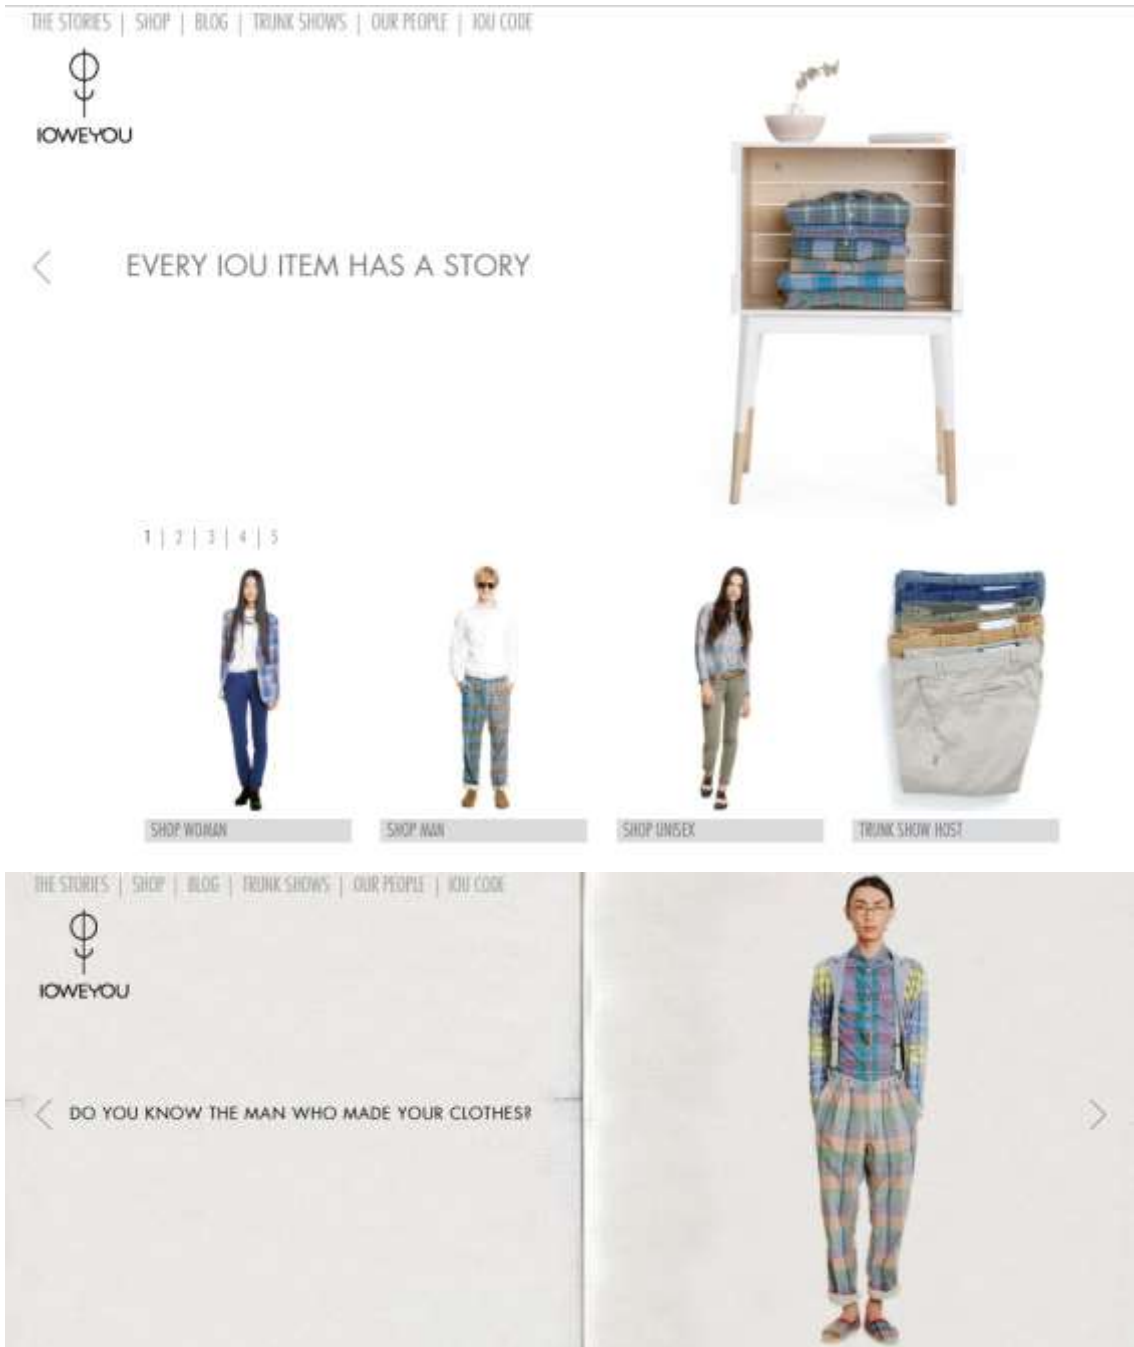 THE STORIES | SHOP | BLOG | TRUNK SHOWS | OUR PEOPLE | IOU CODE
IOWEYOU
EVERY IOU ITEM HAS A STORY
1 | 2 | 3 | 4 | 5
SHOP WOMAN
SHOP MAN
SHOP UNISEX
TRUNK SHOW HOST
THE STORIES | SHOP | BLOG | TRUNK SHOWS | OUR PEOPLE | IOU CODE
IOWEYOU
DO YOU KNOW THE MAN WHO MADE YOUR CLOTHES?